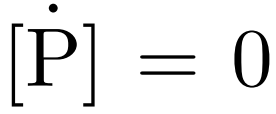 [Ṗ] = 0